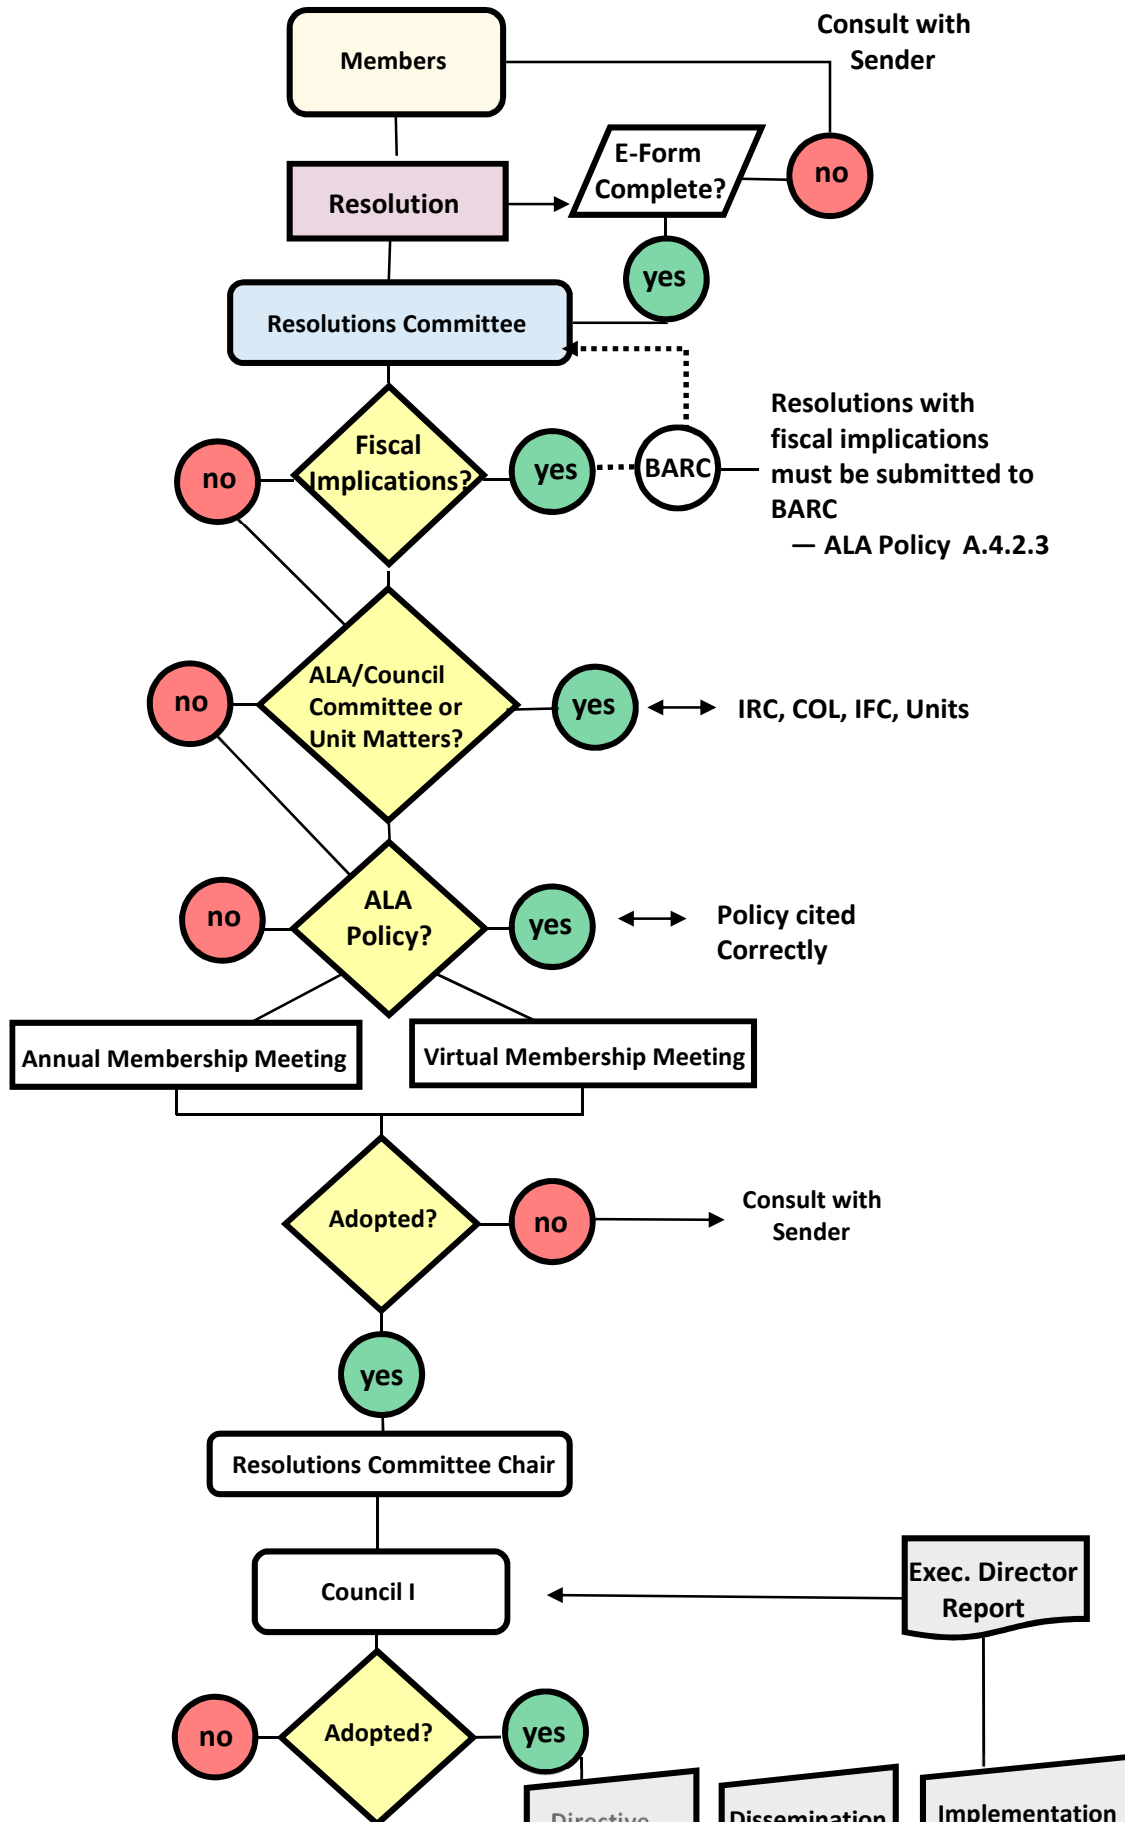 Consult with
Sender
Members
E-Form
Complete?
no
Resolution
yes
Resolutions Committee
Fiscal
Implications?
no
yes
BARC
Resolutions with
fiscal implications
must be submitted to
BARC
— ALA Policy A.4.2.3
ALA/Council
Committee or
Unit Matters?
no
yes
IRC, COL, IFC, Units
ALA
Policy?
no
yes
Policy cited
Correctly
Annual Membership Meeting
Virtual Membership Meeting
Adopted?
no
Consult with
Sender
yes
Resolutions Committee Chair
Council I
Exec. Director
Report
Adopted?
no
yes
Directive
Dissemination
Implementation